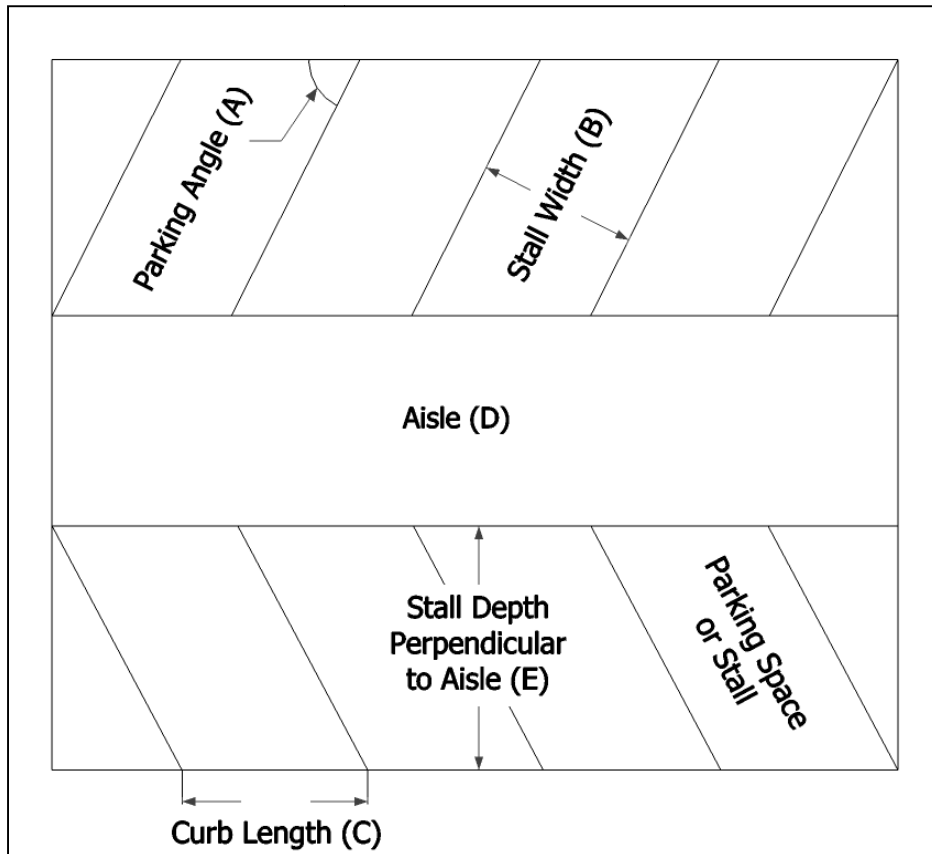 Parking Angle (A)
Stall Width (B)
Aisle (D)
Stall Depth
Perpendicular
to Aisle (E)
Parking Space
or Stall
Curb Length (C)